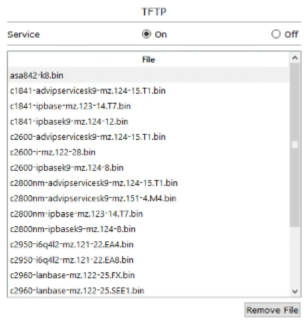 TFTP
Service On Off
File
asa842-k8.bin
c1841-advipservicesk9-mz.124-15.T1.bin
c1841-ipbase-mz.123-14.T7.bin
c1841-ipbasek9-mz.124-12.bin
c2600-advipservicesk9-mz.124-15.T1.bin
c2600-i-mz.122-28.bin
c2600-ipbasek9-mz.124-8.bin
c2800nm-advipservicesk9-mz.124-15.T1.bin
c2800nm-advipservicesk9-mz.151-4.M4.bin
c2800nm-ipbase-mz.123-14.T7.bin
c2800nm-ipbasek9-mz.124-8.bin
c2950-i6q4l2-mz.121-22.EA4.bin
c2950-i6q4l2-mz.121-22.EA8.bin
c2960-lanbase-mz.122-25.FX.bin
c2960-lanbase-mz.122-25.SEE1.bin
Remove File